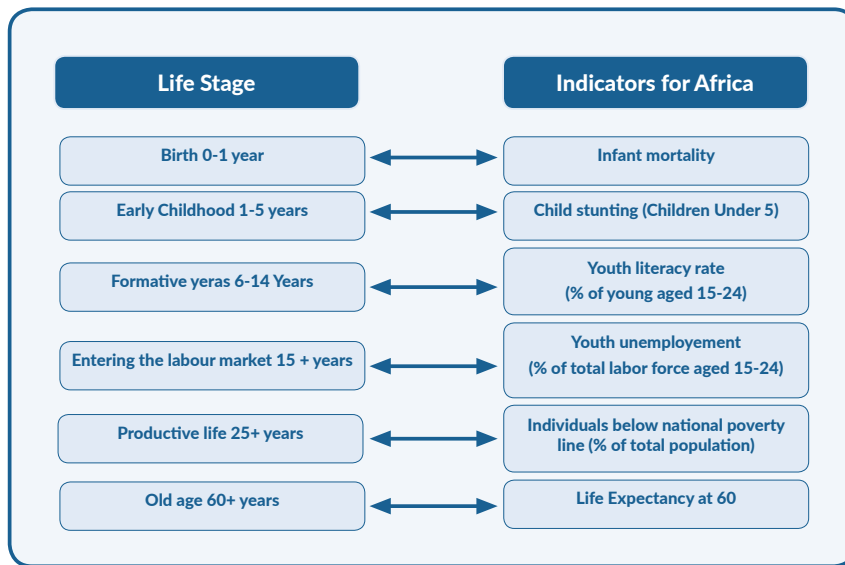 Life Stage
Indicators for Africa
Birth 0-1 year
Infant mortality
Early Childhood 1-5 years
Child stunting (Children Under 5)
Formative yeras 6-14 Years
Youth literacy rate
(% of young aged 15-24)
Entering the labour market 15 + years
Youth unemployement
(% of total labor force aged 15-24)
Productive life 25+ years
Individuals below national poverty
line (% of total population)
Old age 60+ years
Life Expectancy at 60